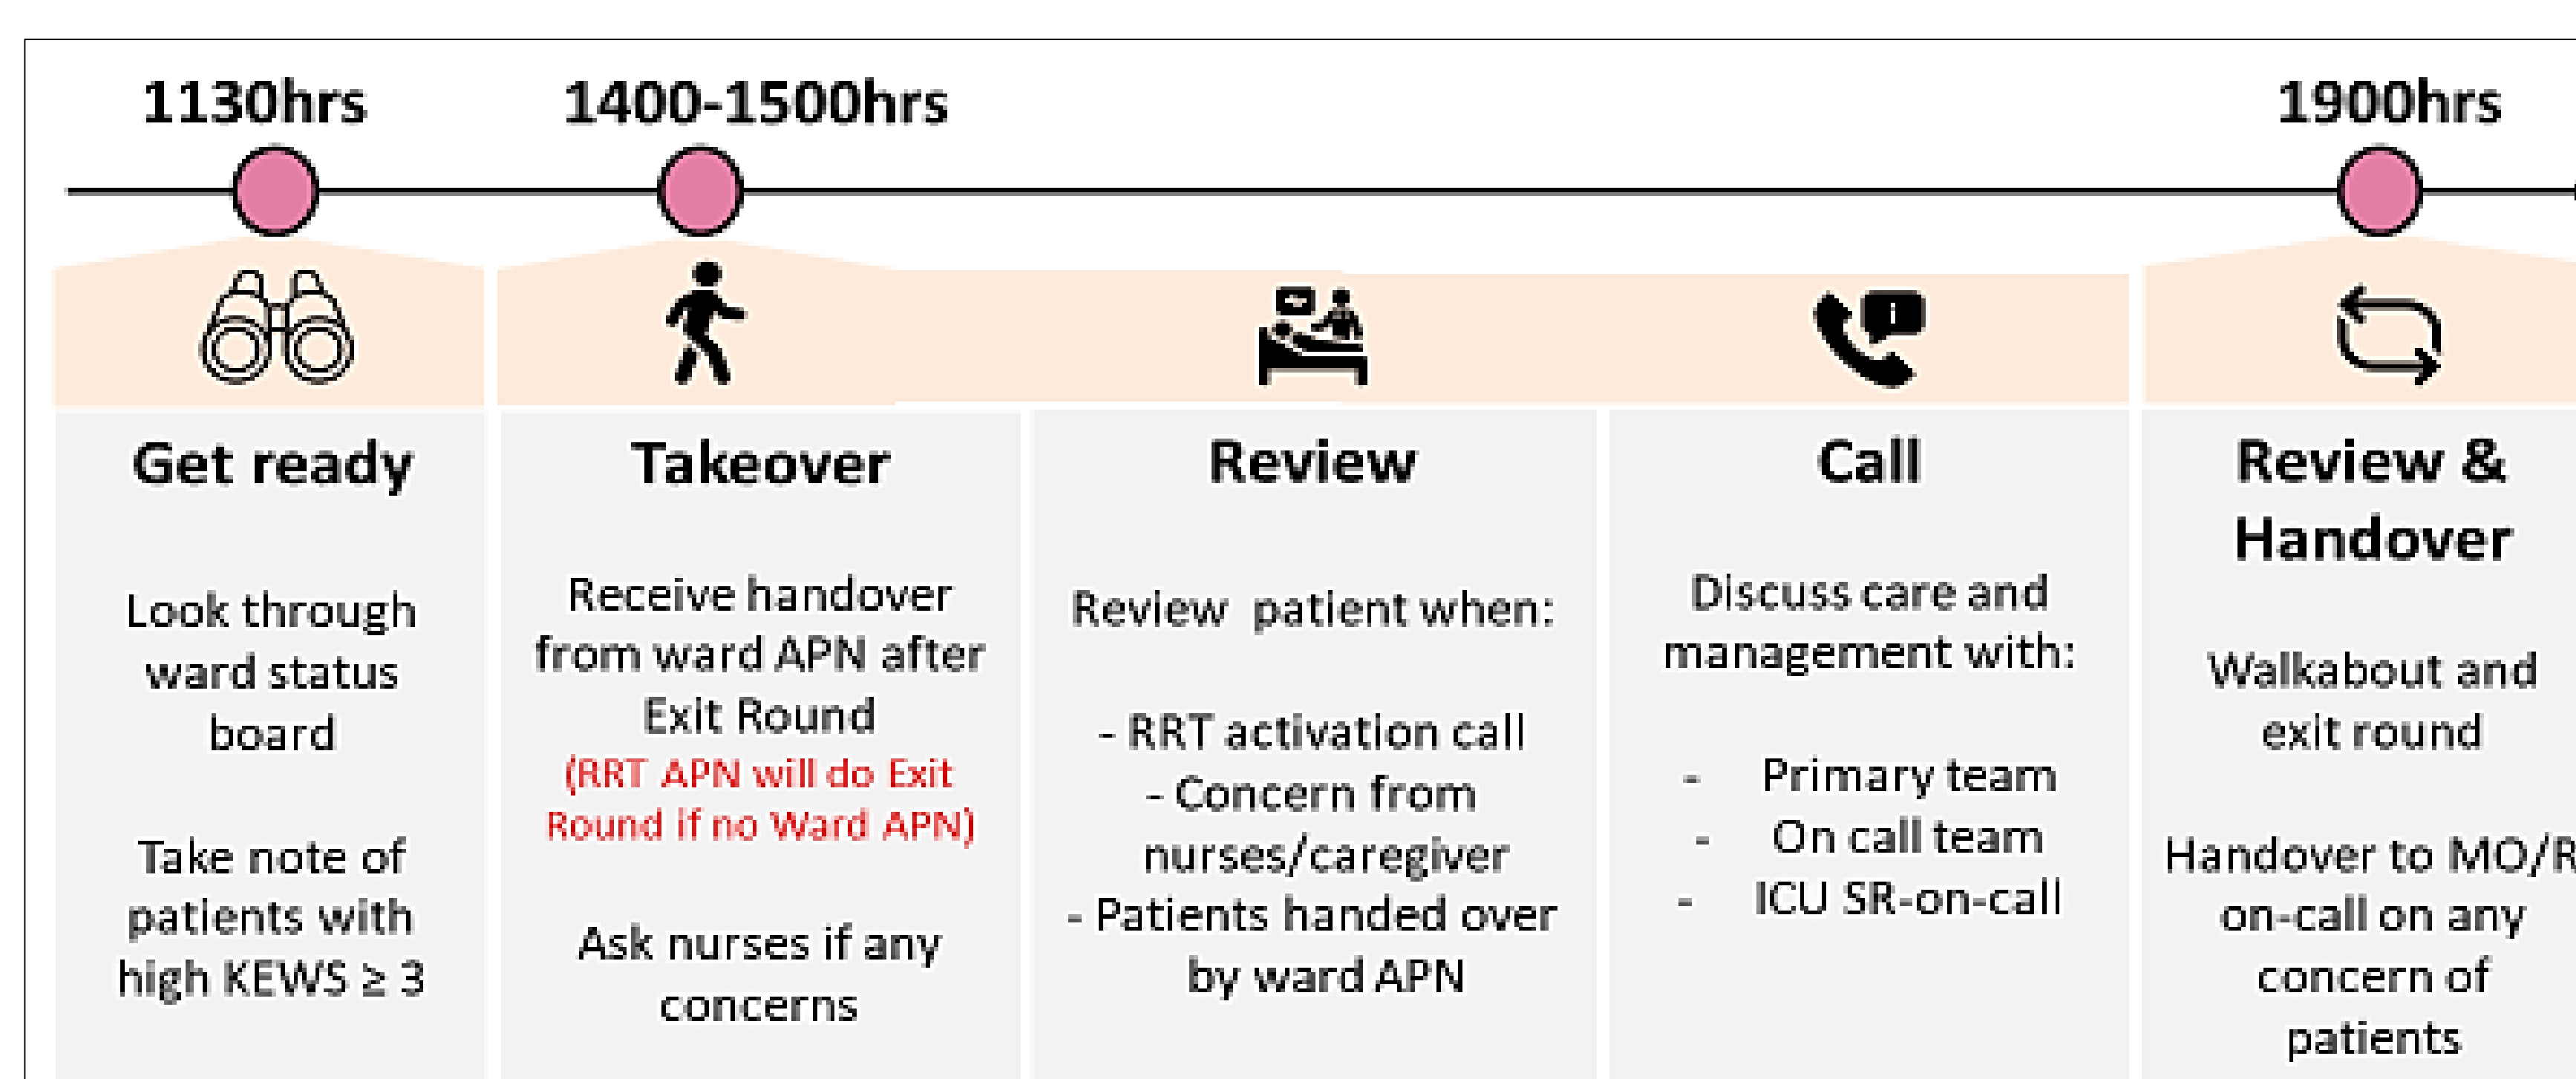 1130hrs
1400-1500hrs
1900hrs
Get ready
Look through
ward status
board
Take note of
patients with
high KEWS ≥ 3
Takeover
Receive handover
from ward APN after
Exit Round
(RRT APN will do Exit
Round if no Ward APN)
Ask nurses if any
concerns
Review
Review  patient when:
- RRT activation call
- Concern from
nurses/caregiver
- Patients handed over
by ward APN
Call
Discuss care and
management with:
- Primary team
- On call team
- ICU SR-on-call
Review &
Handover
Walkabout and
exit round
Handover to MO/R
on-call on any
concern of
patients